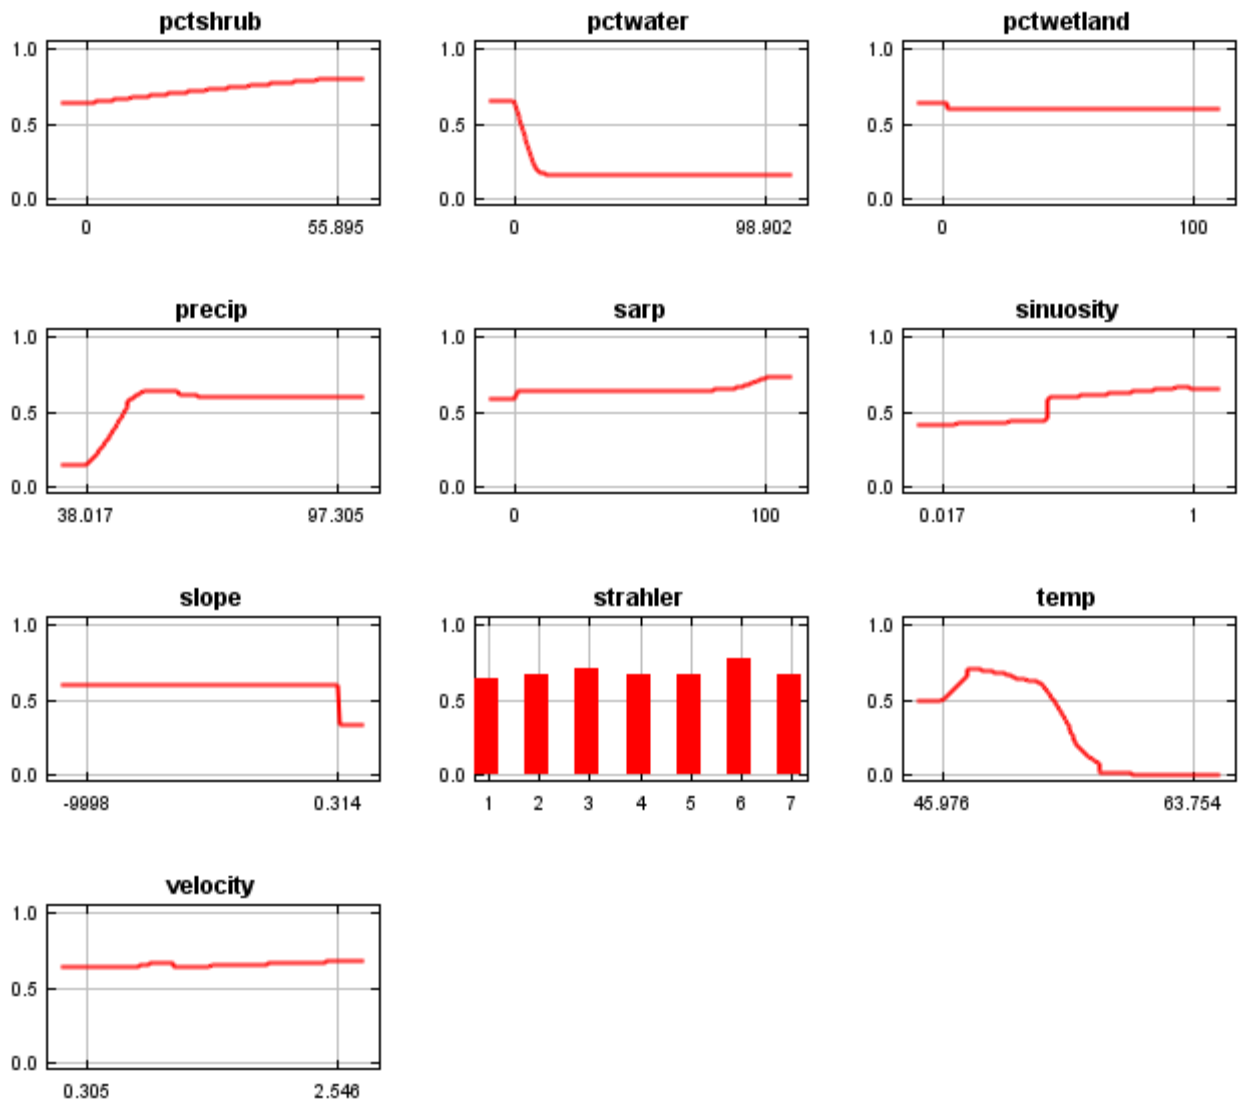 pctshrub pctwater pctwetland
1.0 1.0 1.0
0.5 0.5 0.5
0.0 0.0 0.0
0 55.895 0 98.902 0 100
precip sarp sinuosity
1.0 1.0 1.0
0.5 0.5 0.5
0.0 0.0 0.0
38.017 97.305 0 100 0.017 1
slope strahler temp
1.0 1.0 1.0
0.5 0.5 0.5
0.0 0.0 0.0
-9998 0.314 1 2 3 4 5 6 7 45.976 63.754
velocity
1.0
0.5
0.0
0.305 2.546